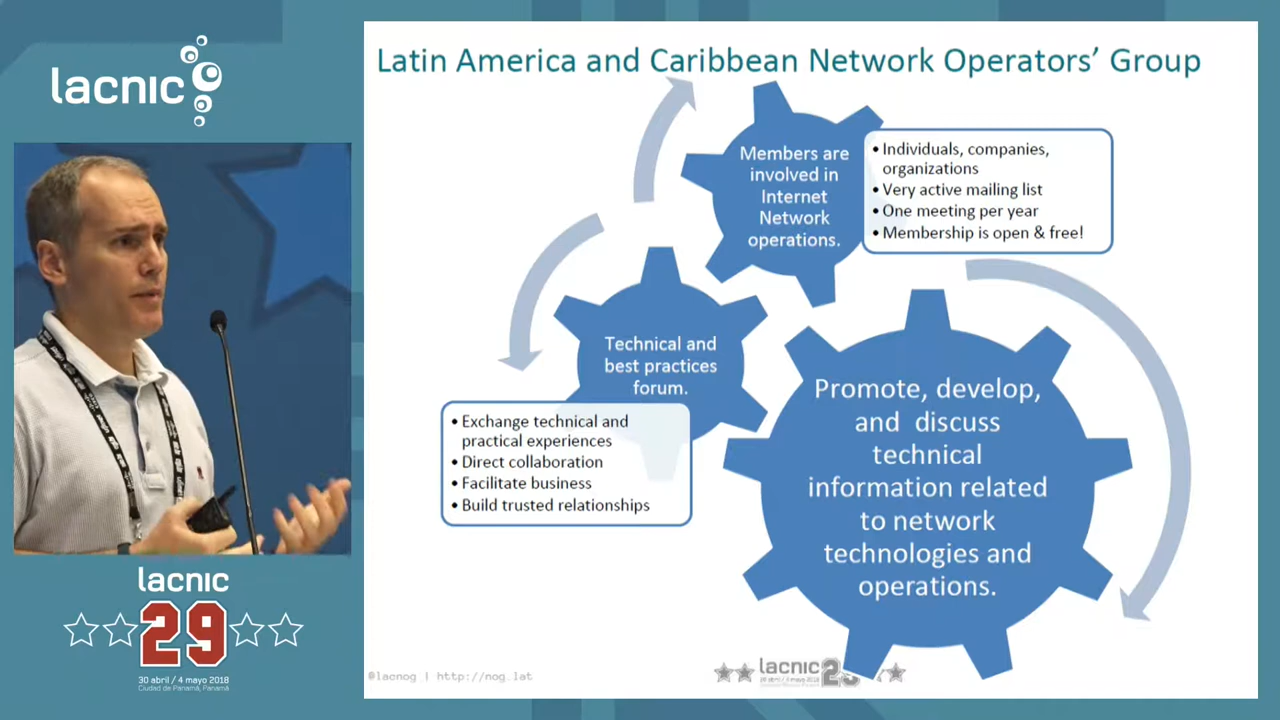 lacnic
Latin America and Caribbean Network Operators' Group
Members are
involved in
Internet
Network
operations.
• Individuals, companies,
organizations
• Very active mailing list
• One meeting per year
• Membership is open & free!
Technical and
best practices
forum.
• Exchange technical and
practical experiences
• Direct collaboration
• Facilitate business
• Build trusted relationships
Promote, develop,
and discuss
technical
information related
to network
technologies and
operations.
lacnic
29
30 abril / 4 mayo 2018
Ciudad de Panamá, Panamá
@lacnog | http://nog.lat
lacnic
29